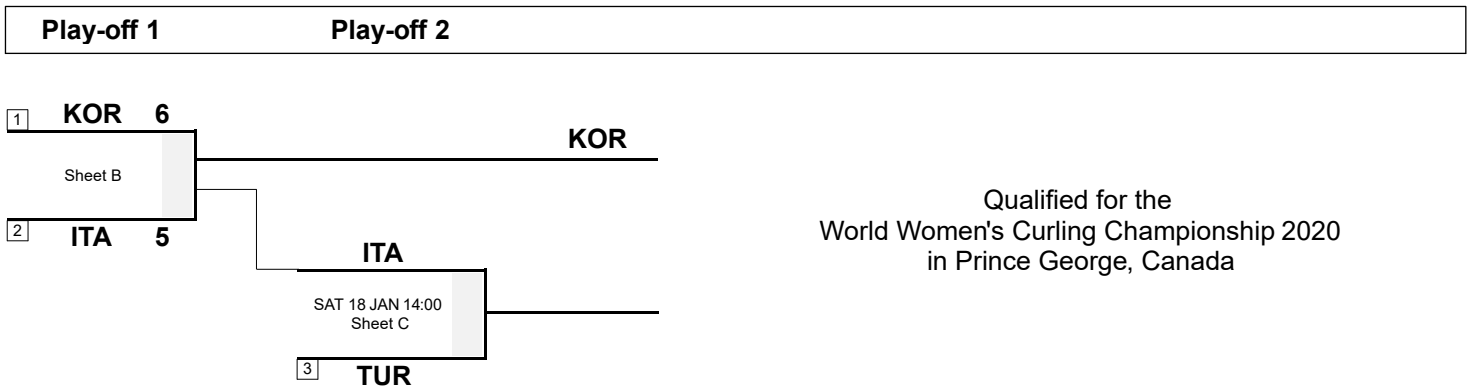 Play-off 1 Play-off 2
1 KOR 6
KOR
Sheet B
2 ITA 5
Qualified for the
World Women's Curling Championship 2020
in Prince George, Canada
ITA
SAT 18 JAN 14:00
Sheet C
3 TUR